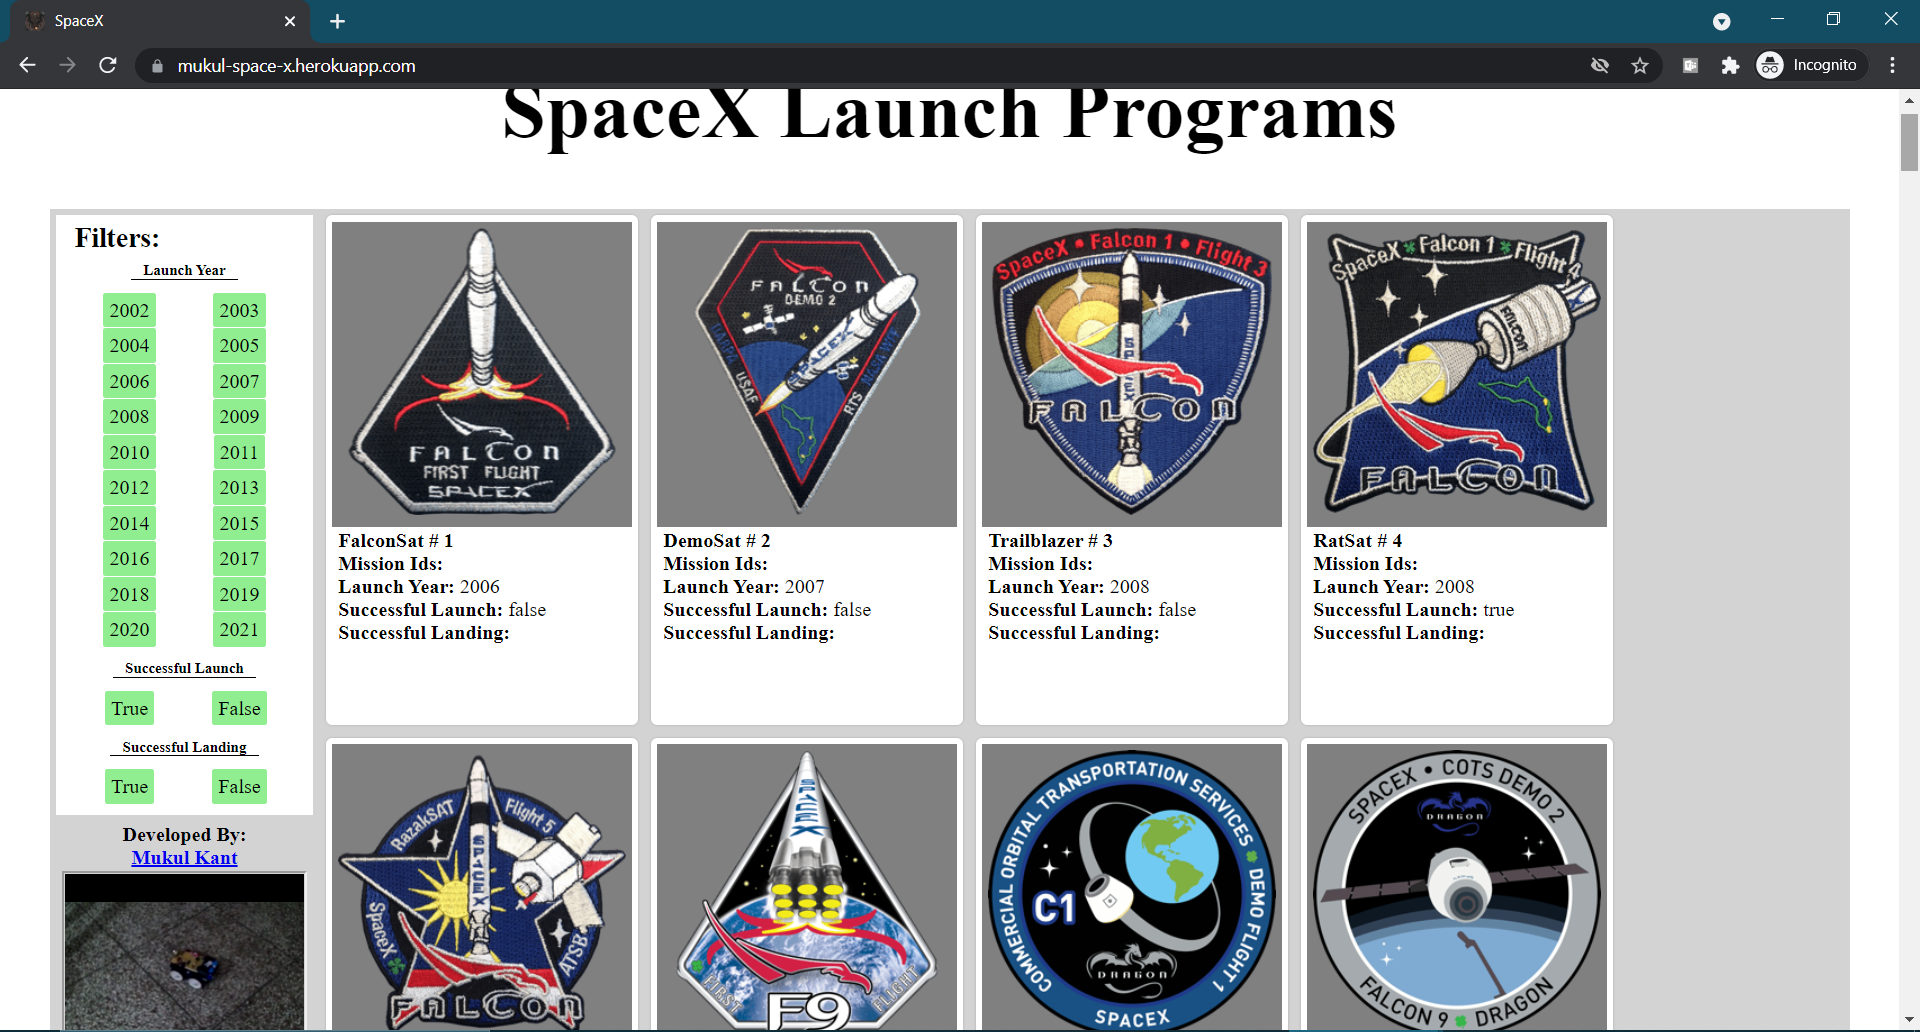 SpaceX
mukul-space-x.herokuapp.com
Incognito
SpaceX Launch Programs
Filters:
Launch Year
2002 2003
2004 2005
2006 2007
2008 2009
2010 2011
2012 2013
2014 2015
2016 2017
2018 2019
2020 2021
Successful Launch
True False
Successful Landing
True False
Developed By:
Mukul Kant
FALCON
FIRST FLIGHT
SPACEX
FalconSat # 1
Mission Ids:
Launch Year: 2006
Successful Launch: false
Successful Landing:
FALCON
DEMO 2
SPACEX
USAF
RTS
DemoSat # 2
Mission Ids:
Launch Year: 2007
Successful Launch: false
Successful Landing:
SpaceX • Falcon 1 • Flight 3
SPACEX
FALCON
Trailblazer # 3
Mission Ids:
Launch Year: 2008
Successful Launch: false
Successful Landing:
SpaceX Falcon 1 Flight 4
FALCON
FALCON
RatSat # 4
Mission Ids:
Launch Year: 2008
Successful Launch: true
Successful Landing:
RazakSAT Flight 5
SPACEX
SpaceX
ATSB
FALCON
SPACEX
FIRST FLIGHT
F9
COMMERCIAL ORBITAL TRANSPORTATION SERVICES DEMO FLIGHT 1
C1
DRAGON
SPACEX
SPACEX • COTS DEMO 2
DRAGON
FALCON 9 DRAGON